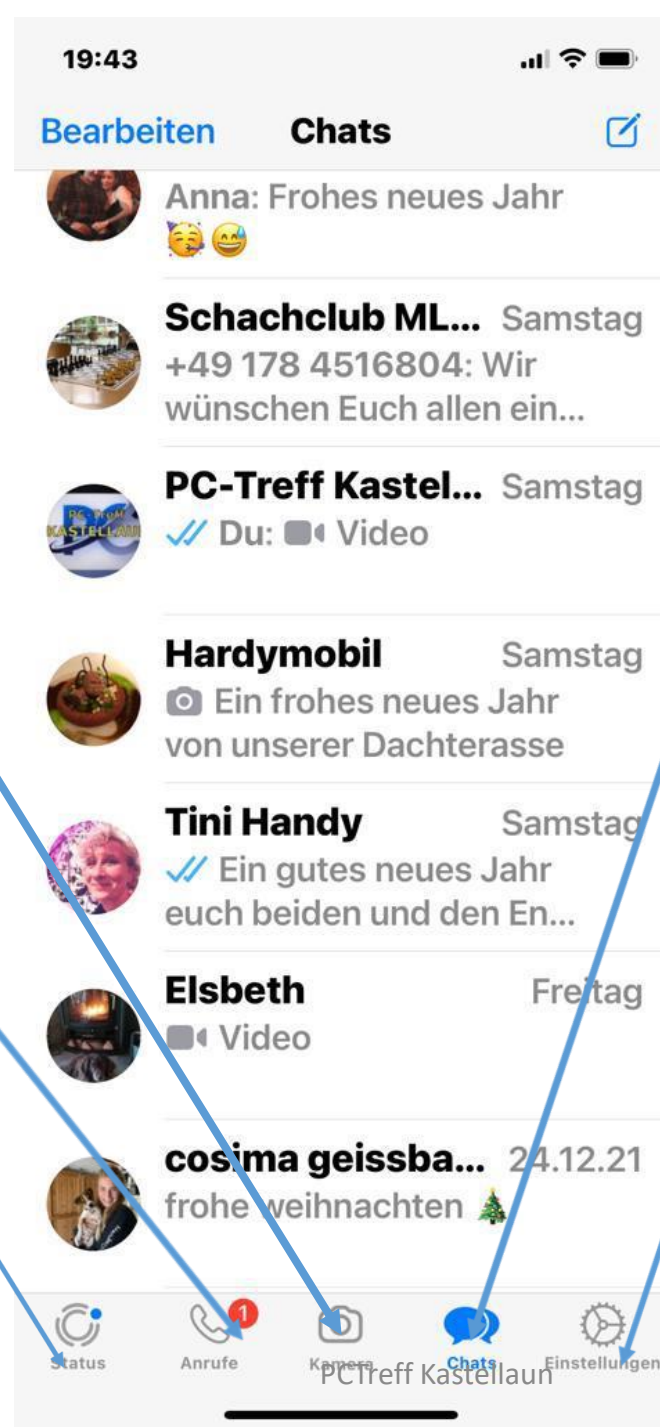 19:43
Bearbeiten Chats
Anna: Frohes neues Jahr
🥳😅
Schachclub ML... Samstag
+49 178 4516804: Wir
wünschen Euch allen ein...
PC-Treff Kastel... Samstag
PC-Treff
KASTELLAUN
Du: Video
Hardymobil Samstag
Ein frohes neues Jahr
von unserer Dachterasse
Tini Handy Samstag
Ein gutes neues Jahr
euch beiden und den En...
Elsbeth Freitag
Video
cosima geissba... 24.12.21
frohe weihnachten 🎄
1
Status Anrufe Kamera Chats Einstellungen
PCTreff Kastellaun